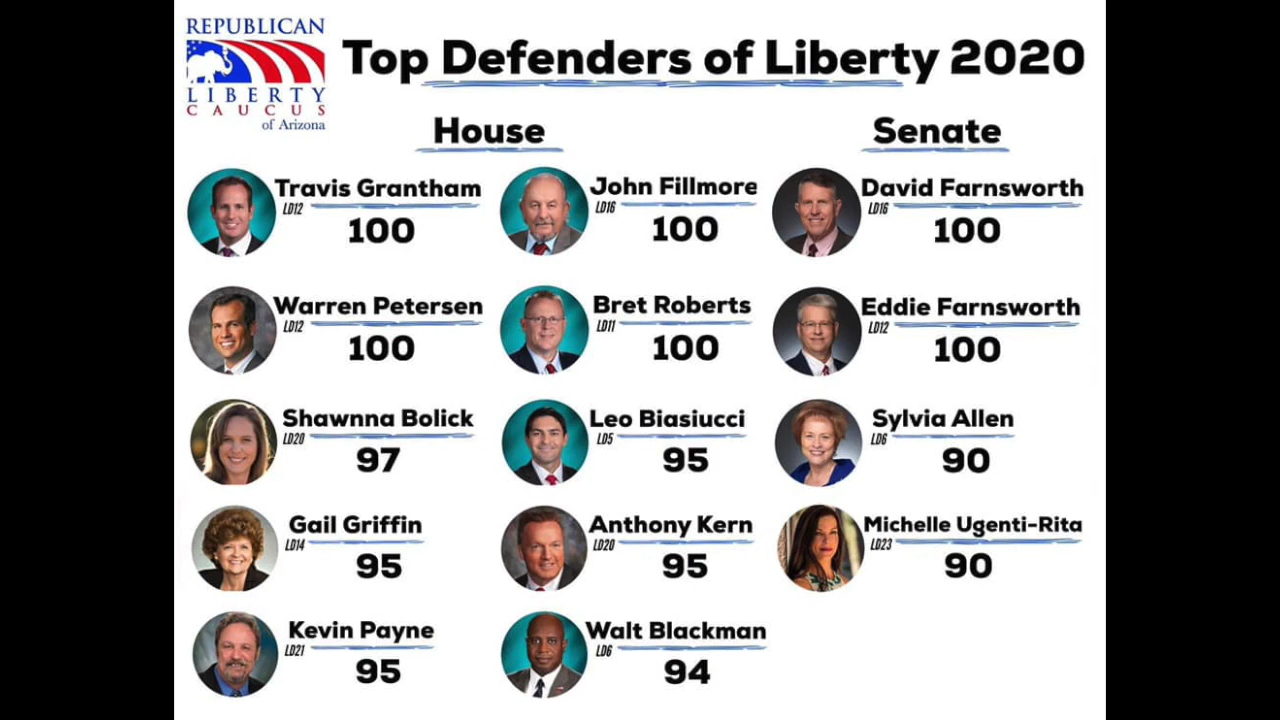 REPUBLICAN
LIBERTY
CAUCUS
of Arizona
Top Defenders of Liberty 2020
House
Senate
Travis Grantham
LD12
100
John Fillmore
LD16
100
David Farnsworth
LD16
100
Warren Petersen
LD12
100
Bret Roberts
LD11
100
Eddie Farnsworth
LD12
100
Shawnna Bolick
LD20
97
Leo Biasiucci
LD5
95
Sylvia Allen
LD6
90
Gail Griffin
LD14
95
Anthony Kern
LD20
95
Michelle Ugenti-Rita
LD23
90
Kevin Payne
LD21
95
Walt Blackman
LD6
94